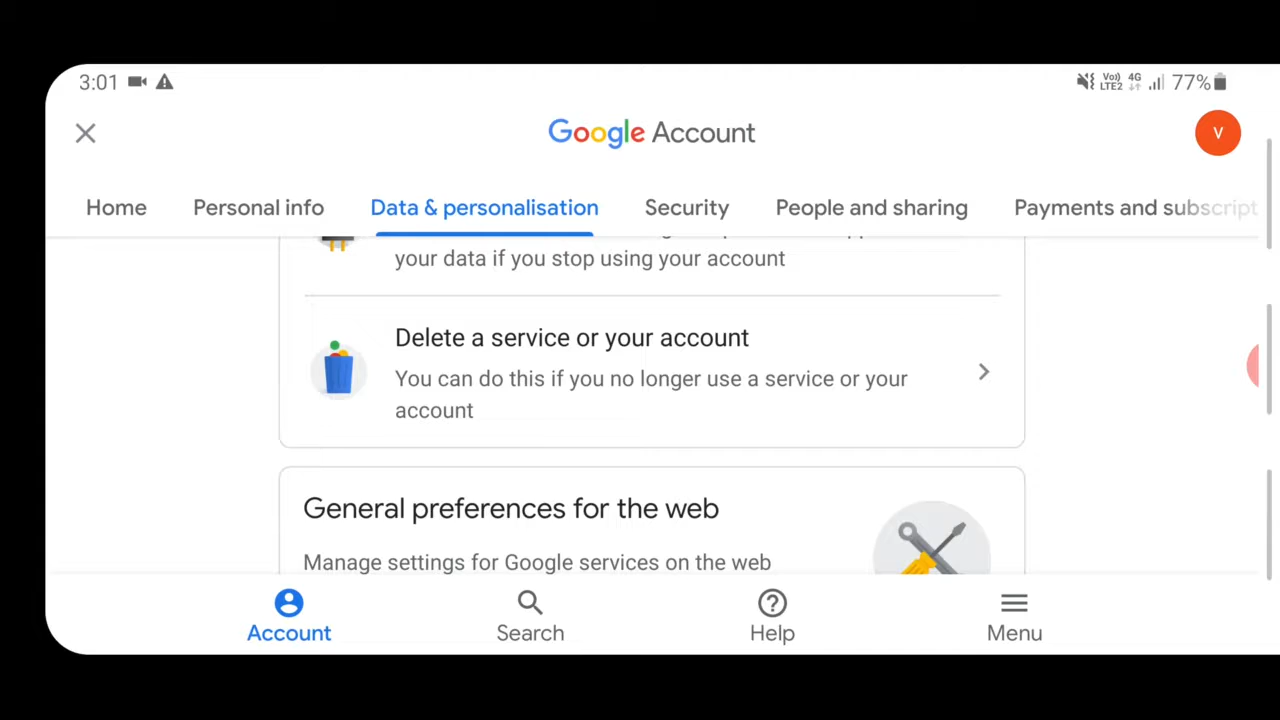 3:01
Vo)) 4G
LTE2
77%
Google Account
V
Home Personal info Data & personalisation Security People and sharing Payments and subscript
your data if you stop using your account
Delete a service or your account
You can do this if you no longer use a service or your
account
General preferences for the web
Manage settings for Google services on the web
Account Search Help Menu